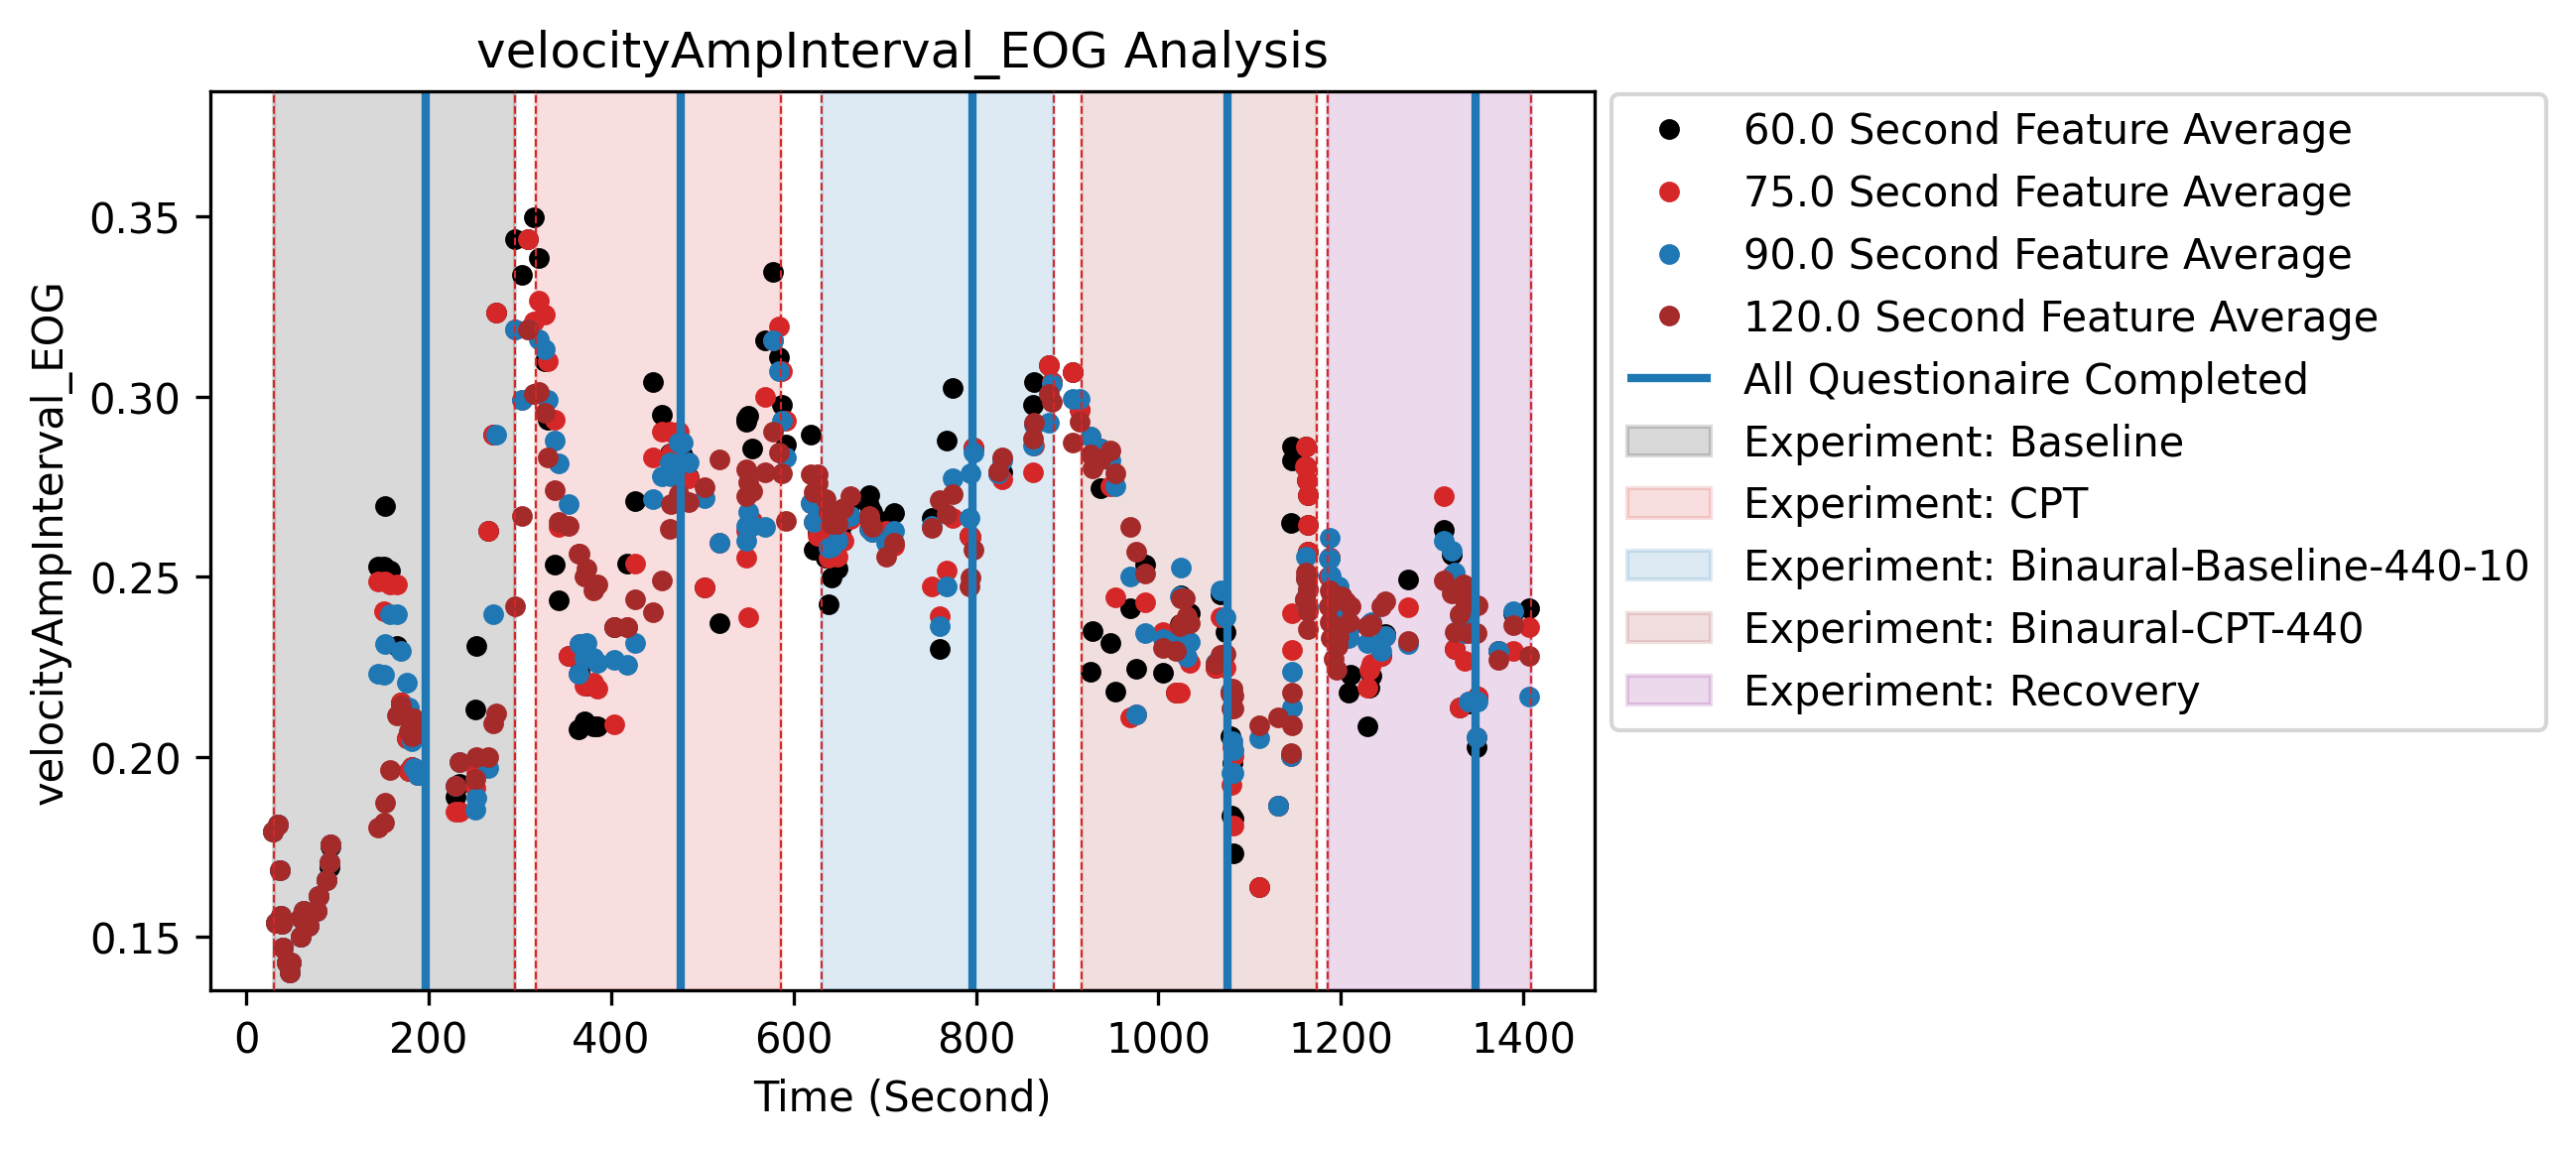 velocityAmpInterval_EOG Analysis
velocityAmpInterval_EOG
0.35
0.30
0.25
0.20
0.15
0 200 400 600 800 1000 1200 1400
Time (Second)
60.0 Second Feature Average
75.0 Second Feature Average
90.0 Second Feature Average
120.0 Second Feature Average
All Questionaire Completed
Experiment: Baseline
Experiment: CPT
Experiment: Binaural-Baseline-440-10
Experiment: Binaural-CPT-440
Experiment: Recovery